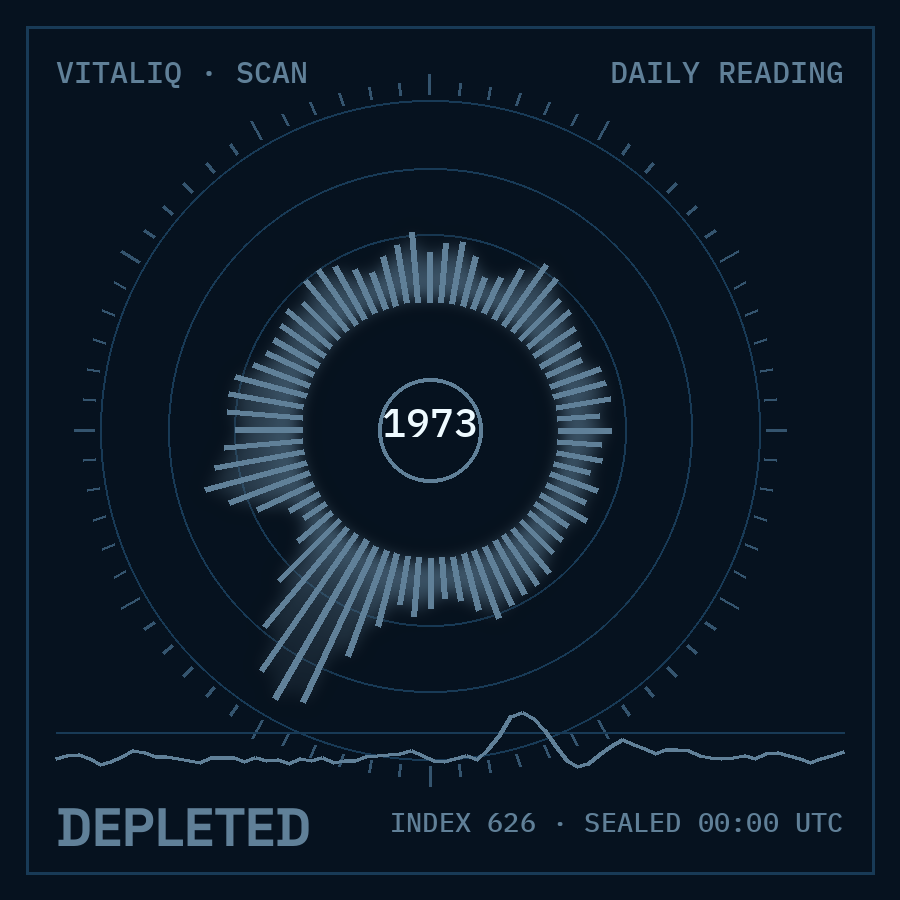 VITALIQ · SCAN
DAILY READING
1973
DEPLETED
INDEX 626 · SEALED 00:00 UTC